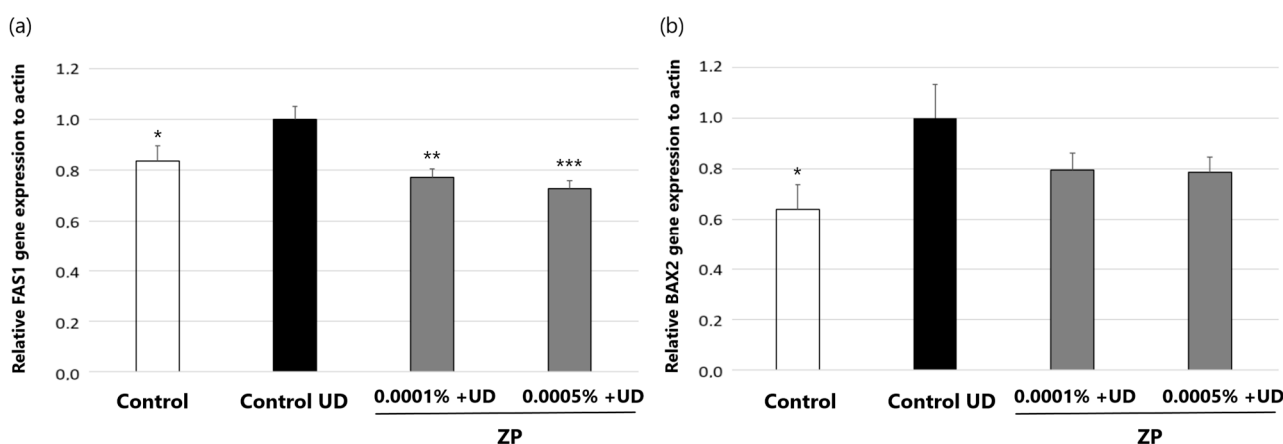 (a)
Relative FAS1 gene expression to actin
1.2
1.0
0.8
0.6
0.4
0.2
0.0
*
**
***
Control
Control UD
0.0001% +UD
0.0005% +UD
ZP
(b)
Relative BAX2 gene expression to actin
1.2
1.0
0.8
0.6
0.4
0.2
0.0
*
Control
Control UD
0.0001% +UD
0.0005% +UD
ZP